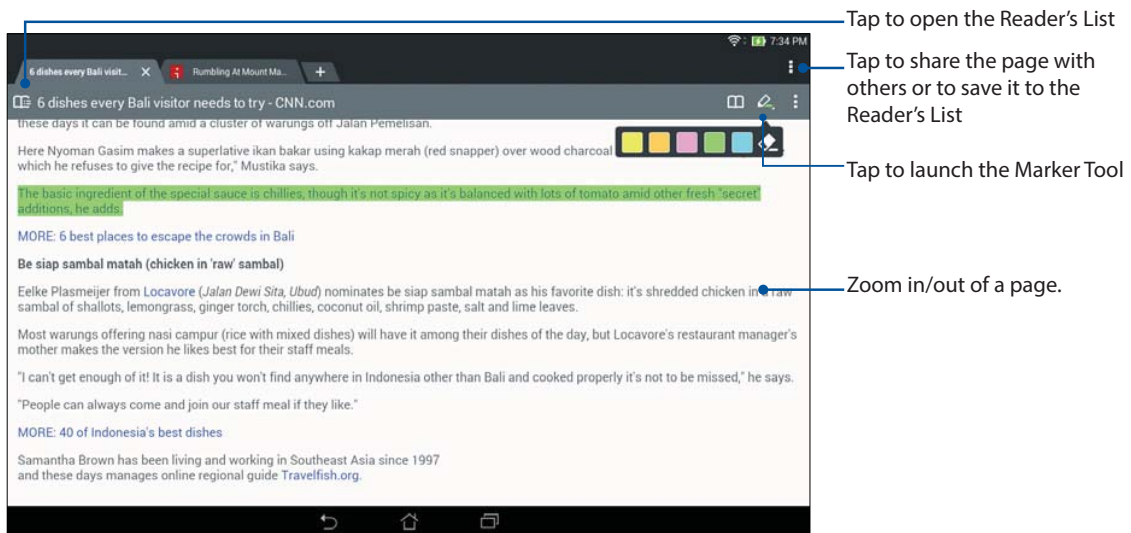 Tap to open the Reader's List
7:34 PM
6 dishes every Bali visit...
Rumbling At Mount Ma...
Tap to share the page with
others or to save it to the
Reader's List
6 dishes every Bali visitor needs to try - CNN.com
these days it can be found amid a cluster of warungs off Jalan Pemelisan.
Here Nyoman Gasim makes a superlative ikan bakar using kakap merah (red snapper) over wood charcoal
which he refuses to give the recipe for," Mustika says.
Tap to launch the Marker Tool
The basic ingredient of the special sauce is chillies, though it's not spicy as it's balanced with lots of tomato amid other fresh "secret"
additions, he adds.
MORE: 6 best places to escape the crowds in Bali
Be siap sambal matah (chicken in 'raw' sambal)
Eelke Plasmeijer from Locavore (Jalan Dewi Sita, Ubud) nominates be siap sambal matah as his favorite dish: it's shredded chicken in a raw
sambal of shallots, lemongrass, ginger torch, chillies, coconut oil, shrimp paste, salt and lime leaves.
Zoom in/out of a page.
Most warungs offering nasi campur (rice with mixed dishes) will have it among their dishes of the day, but Locavore's restaurant manager's
mother makes the version he likes best for their staff meals.
"I can't get enough of it! It is a dish you won't find anywhere in Indonesia other than Bali and cooked properly it's not to be missed," he says.
"People can always come and join our staff meal if they like."
MORE: 40 of Indonesia's best dishes
Samantha Brown has been living and working in Southeast Asia since 1997
and these days manages online regional guide Travelfish.org.